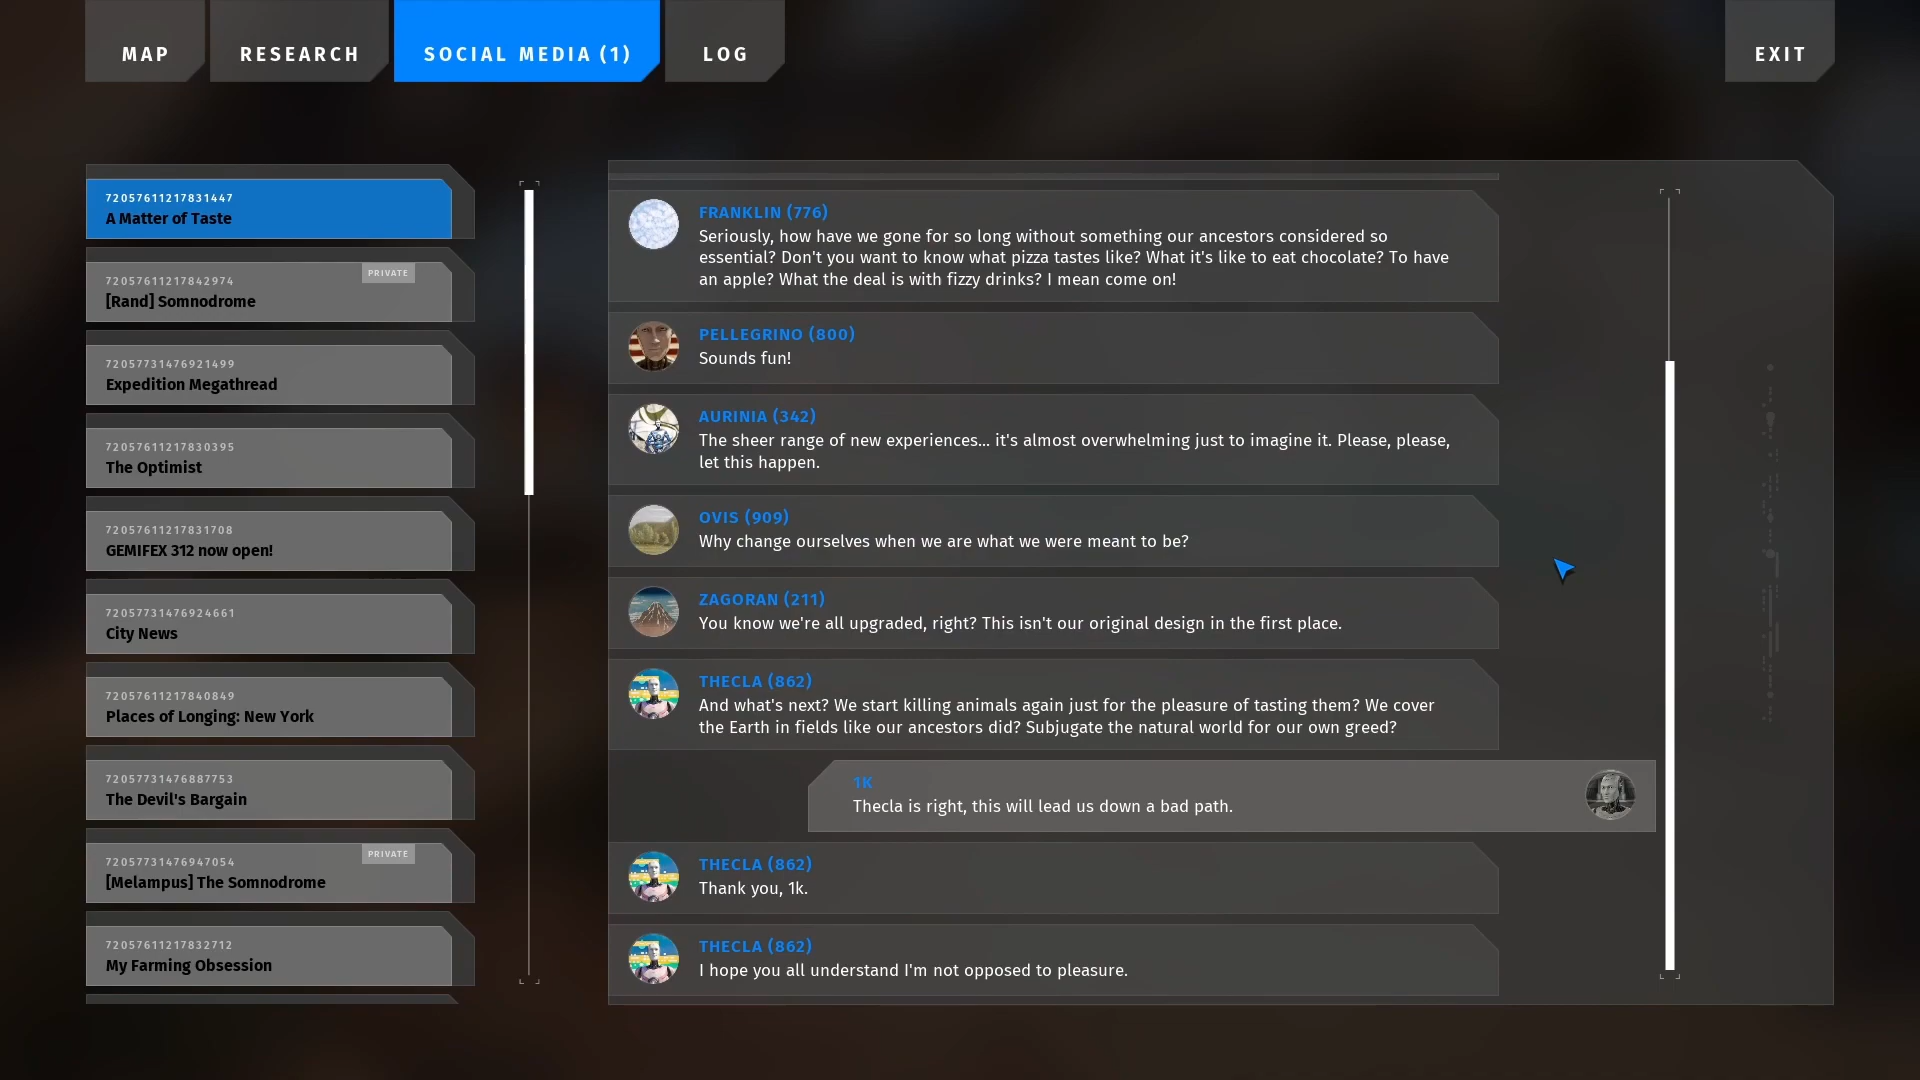 MAP
RESEARCH
SOCIAL MEDIA (1)
LOG
EXIT
72057611217831447
A Matter of Taste
PRIVATE
72057611217842974
[Rand] Somnodrome
72057731476921499
Expedition Megathread
72057611217830395
The Optimist
72057611217831708
GEMIFEX 312 now open!
72057731476924661
City News
72057611217840849
Places of Longing: New York
72057731476887753
The Devil's Bargain
PRIVATE
72057731476947054
[Melampus] The Somnodrome
72057611217832712
My Farming Obsession
FRANKLIN (776)
Seriously, how have we gone for so long without something our ancestors considered so
essential? Don't you want to know what pizza tastes like? What it's like to eat chocolate? To have
an apple? What the deal is with fizzy drinks? I mean come on!
PELLEGRINO (800)
Sounds fun!
AURINIA (342)
The sheer range of new experiences... it's almost overwhelming just to imagine it. Please, please,
let this happen.
OVIS (909)
Why change ourselves when we are what we were meant to be?
ZAGORAN (211)
You know we're all upgraded, right? This isn't our original design in the first place.
THECLA (862)
And what's next? We start killing animals again just for the pleasure of tasting them? We cover
the Earth in fields like our ancestors did? Subjugate the natural world for our own greed?
1K
Thecla is right, this will lead us down a bad path.
THECLA (862)
Thank you, 1k.
THECLA (862)
I hope you all understand I'm not opposed to pleasure.